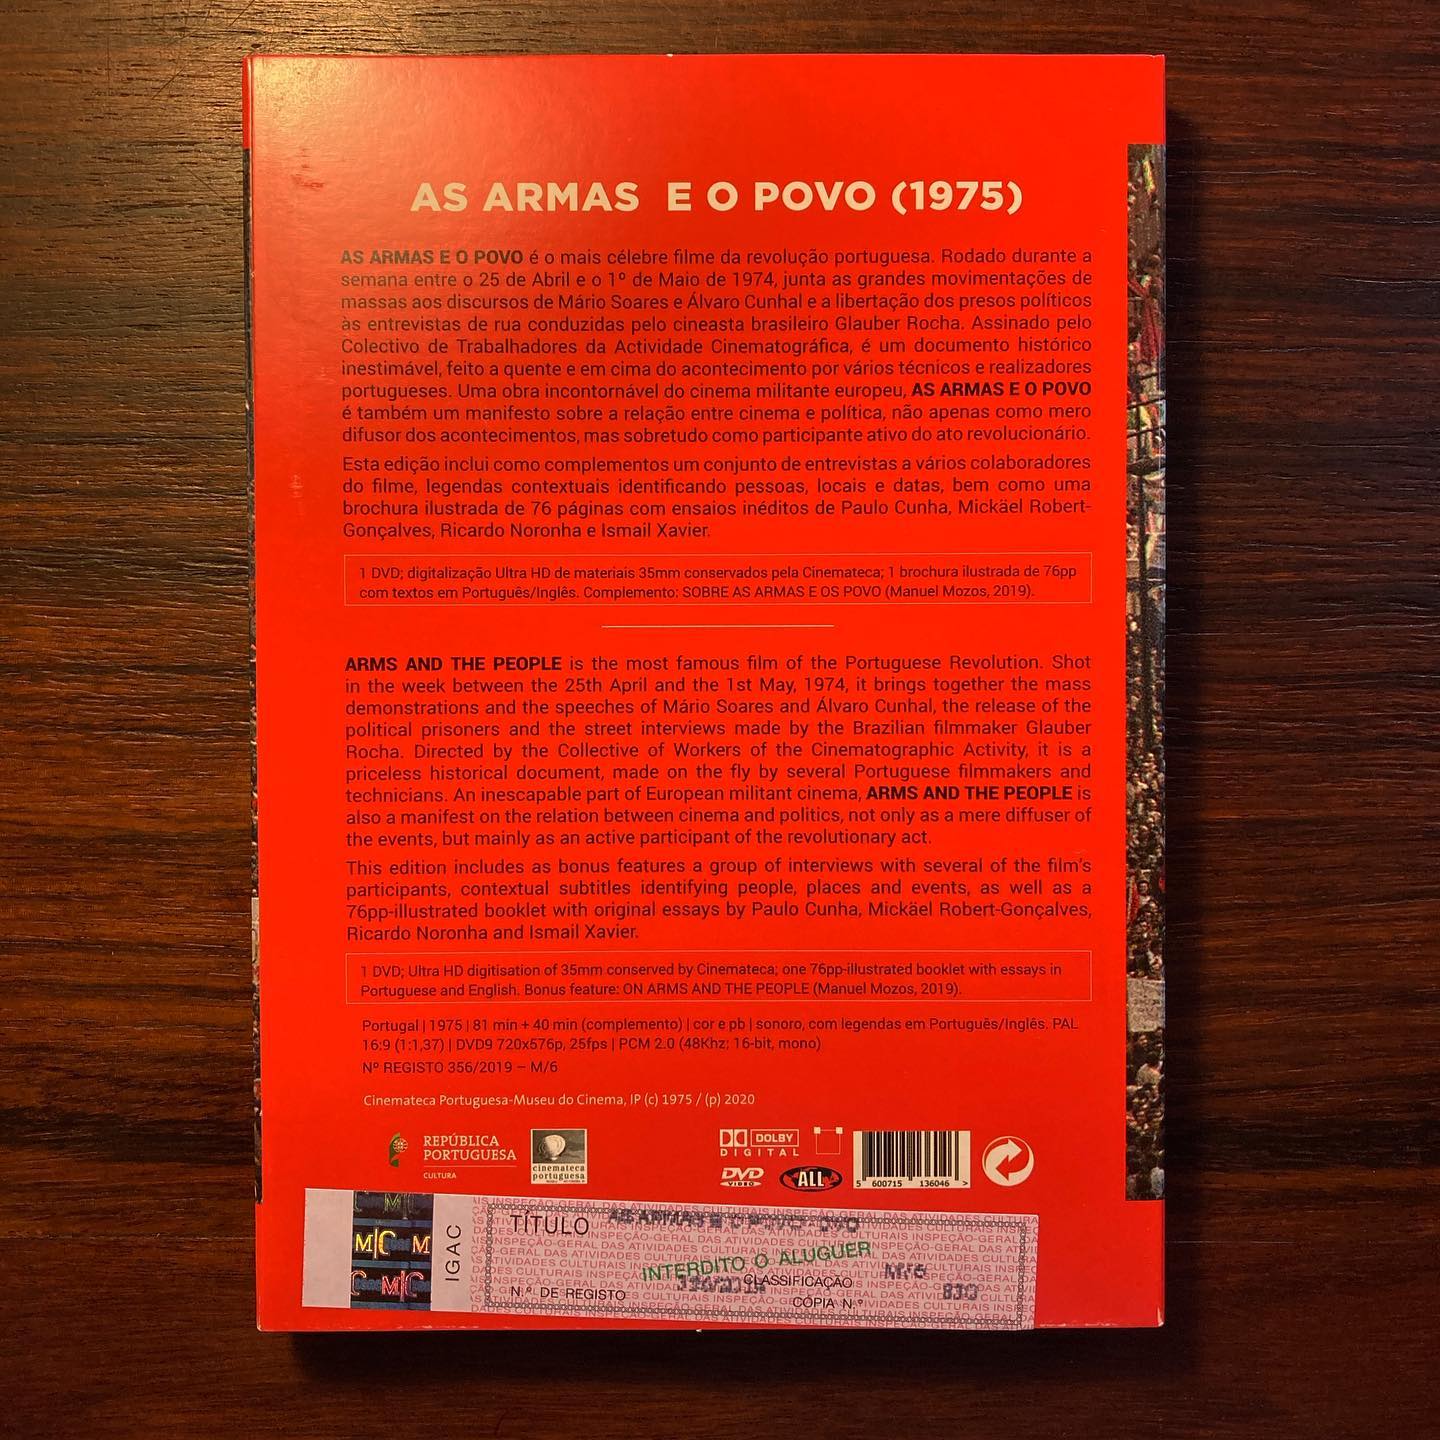 AS ARMAS E O POVO (1975)
AS ARMAS E O POVO é o mais célebre filme da revolução portuguesa. Rodado durante a
semana entre o 25 de Abril e o 1º de Maio de 1974, junta as grandes movimentações de
massas aos discursos de Mário Soares e Álvaro Cunhal e a libertação dos presos políticos
às entrevistas de rua conduzidas pelo cineasta brasileiro Glauber Rocha. Assinado pelo
Colectivo de Trabalhadores da Actividade Cinematográfica, é um documento histórico
inestimável, feito a quente e em cima do acontecimento por vários técnicos e realizadores
portugueses. Uma obra incontornável do cinema militante europeu, AS ARMAS E O POVO
é também um manifesto sobre a relação entre cinema e política, não apenas como mero
difusor dos acontecimentos, mas sobretudo como participante ativo do ato revolucionário.
Esta edição inclui como complementos um conjunto de entrevistas a vários colaboradores
do filme, legendas contextuais identificando pessoas, locais e datas, bem como uma
brochura ilustrada de 76 páginas com ensaios inéditos de Paulo Cunha, Mickäel Robert-
Gonçalves, Ricardo Noronha e Ismail Xavier.
1 DVD; digitalização Ultra HD de materiais 35mm conservados pela Cinemateca; 1 brochura ilustrada de 76pp
com textos em Português/Inglês. Complemento: SOBRE AS ARMAS E OS POVO (Manuel Mozos, 2019).
ARMS AND THE PEOPLE is the most famous film of the Portuguese Revolution. Shot
in the week between the 25th April and the 1st May, 1974, it brings together the mass
demonstrations and the speeches of Mário Soares and Álvaro Cunhal, the release of the
political prisoners and the street interviews made by the Brazilian filmmaker Glauber
Rocha. Directed by the Collective of Workers of the Cinematographic Activity, it is a
priceless historical document, made on the fly by several Portuguese filmmakers and
technicians. An inescapable part of European militant cinema, ARMS AND THE PEOPLE is
also a manifest on the relation between cinema and politics, not only as a mere diffuser of
the events, but mainly as an active participant of the revolutionary act.
This edition includes as bonus features a group of interviews with several of the film's
participants, contextual subtitles identifying people, places and events, as well as a
76pp-illustrated booklet with original essays by Paulo Cunha, Mickäel Robert-Gonçalves,
Ricardo Noronha and Ismail Xavier.
1 DVD; Ultra HD digitisation of 35mm conserved by Cinemateca; one 76pp-illustrated booklet with essays in
Portuguese and English. Bonus feature: ON ARMS AND THE PEOPLE (Manuel Mozos, 2019).
Portugal | 1975 | 81 min + 40 min (complemento) | cor e pb | sonoro, com legendas em Português/Inglês. PAL
16:9 (1:1,37) | DVD9 720x576p, 25fps | PCM 2.0 (48Khz; 16-bit, mono)
Nº REGISTO 356/2019 – M/6
Cinemateca Portuguesa-Museu do Cinema, IP (c) 1975 / (p) 2020
REPÚBLICA
PORTUGUESA
CULTURA
cinemateca
portuguesa
DOLBY
DIGITAL
DVD
VIDEO
ALL
5 600715 136046 >
IGAC
TÍTULO AS ARMAS E O POVO - DVD
INTERDITO O ALUGUER
CLASSIFICAÇÃO
N.º DE REGISTO
CÓPIA N.º
INSPEÇÃO-GERAL DAS ATIVIDADES CULTURAIS